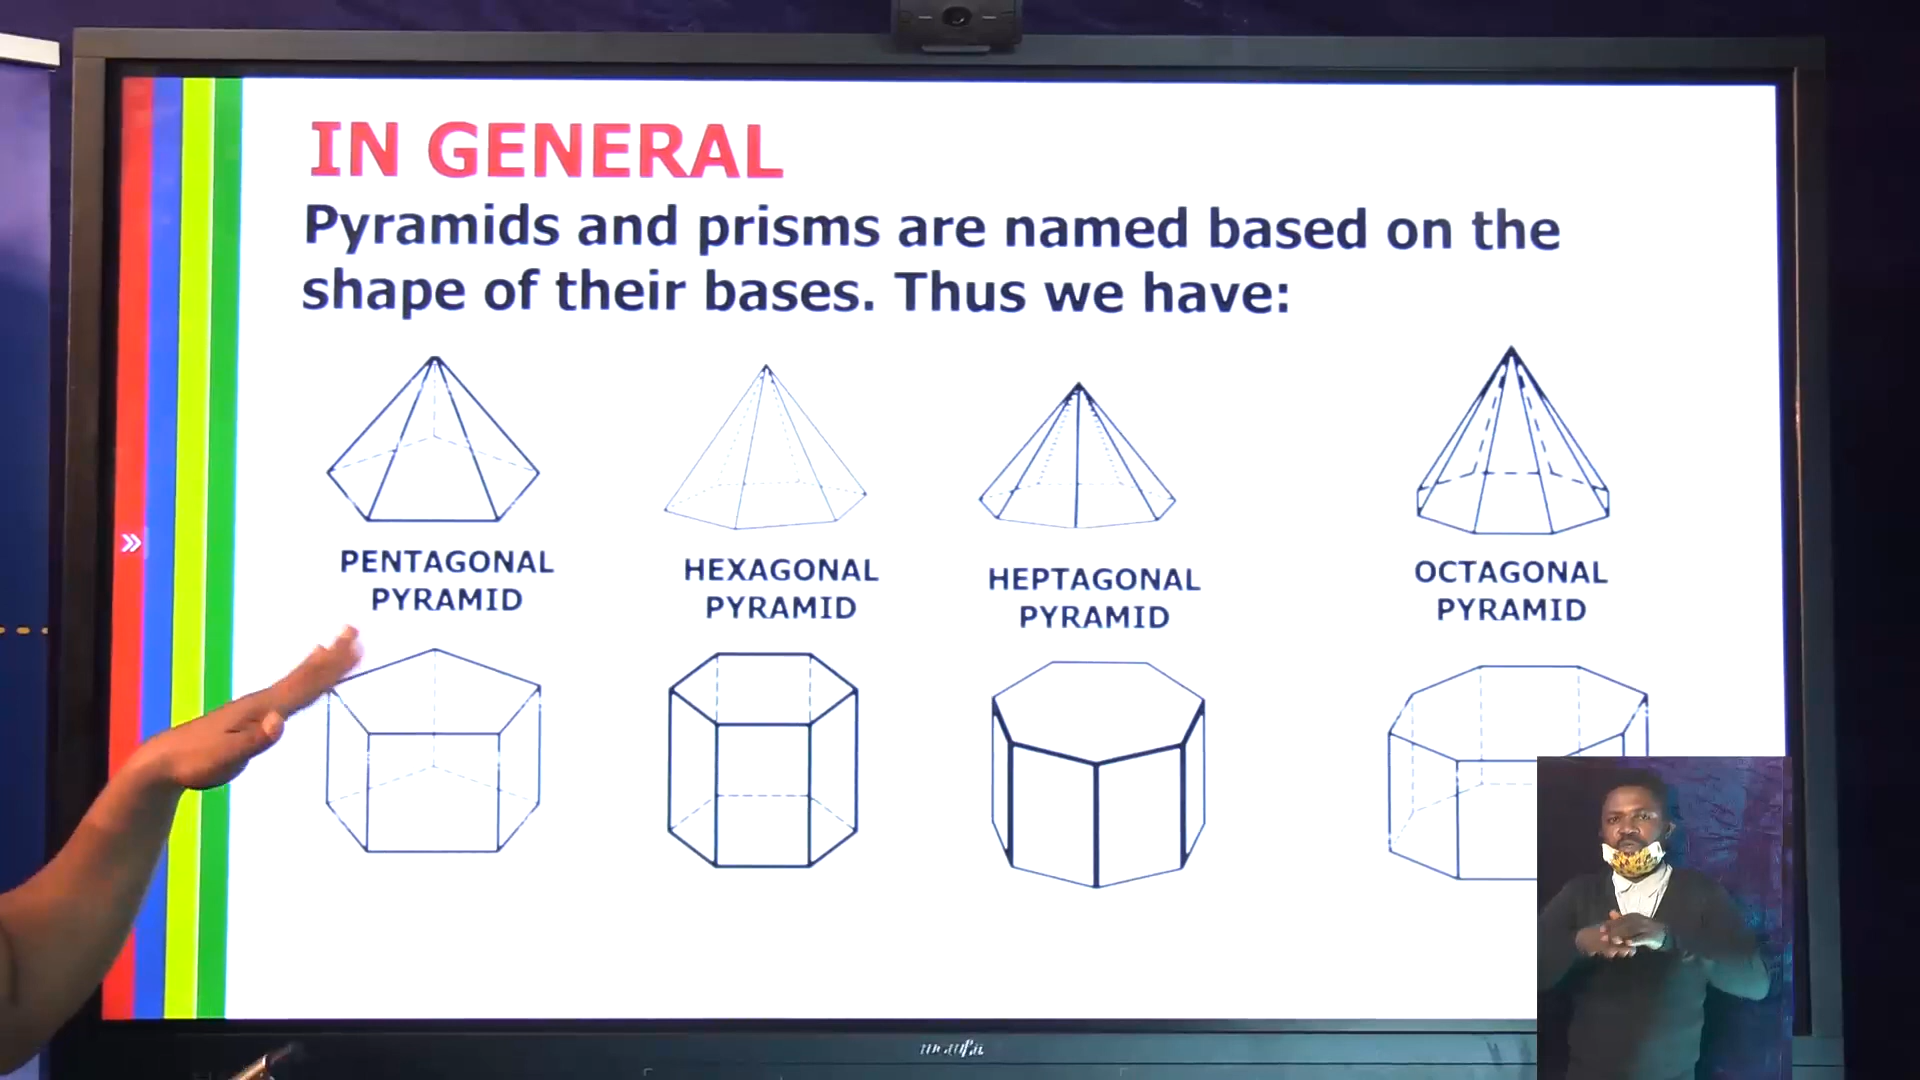 IN GENERAL
Pyramids and prisms are named based on the
shape of their bases. Thus we have:
PENTAGONAL
PYRAMID
HEXAGONAL
PYRAMID
HEPTAGONAL
PYRAMID
OCTAGONAL
PYRAMID